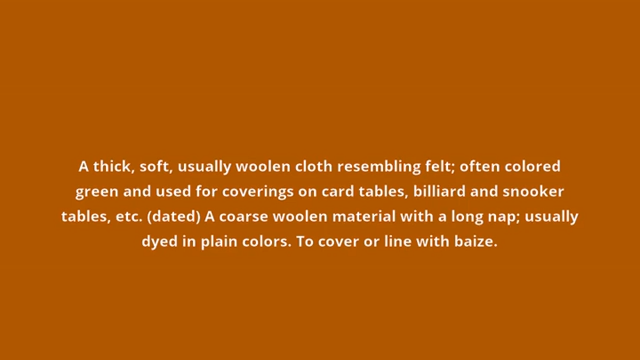 A thick, soft, usually woolen cloth resembling felt; often colored
green and used for coverings on card tables, billiard and snooker
tables, etc. (dated) A coarse woolen material with a long nap; usually
dyed in plain colors. To cover or line with baize.